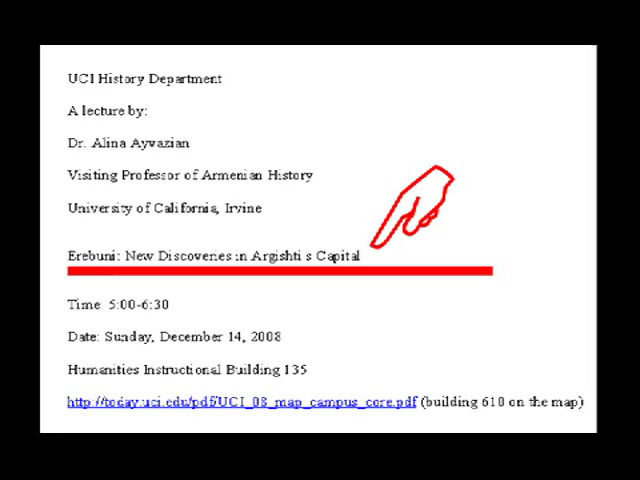 UCI History Department
A lecture by:
Dr. Alina Ayvazian
Visiting Professor of Armenian History
University of California, Irvine
Erebuni: New Discoveries in Argishti s Capital
Time: 5:00-6:30
Date: Sunday, December 14, 2008
Humanities Instructional Building 135
http://today.uci.edu/pdf/UCI_08_map_campus_core.pdf (building 610 on the map)